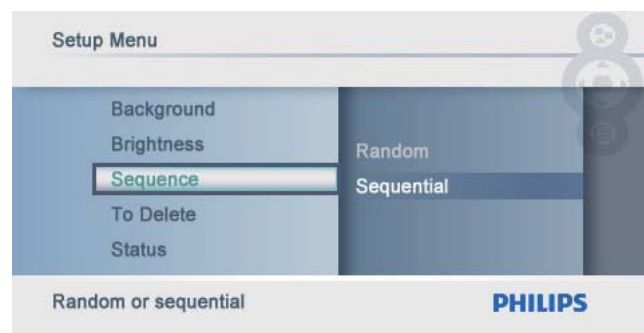 Setup Menu
Background
Brightness
Sequence
To Delete
Status
Random
Sequential
Random or sequential
PHILIPS